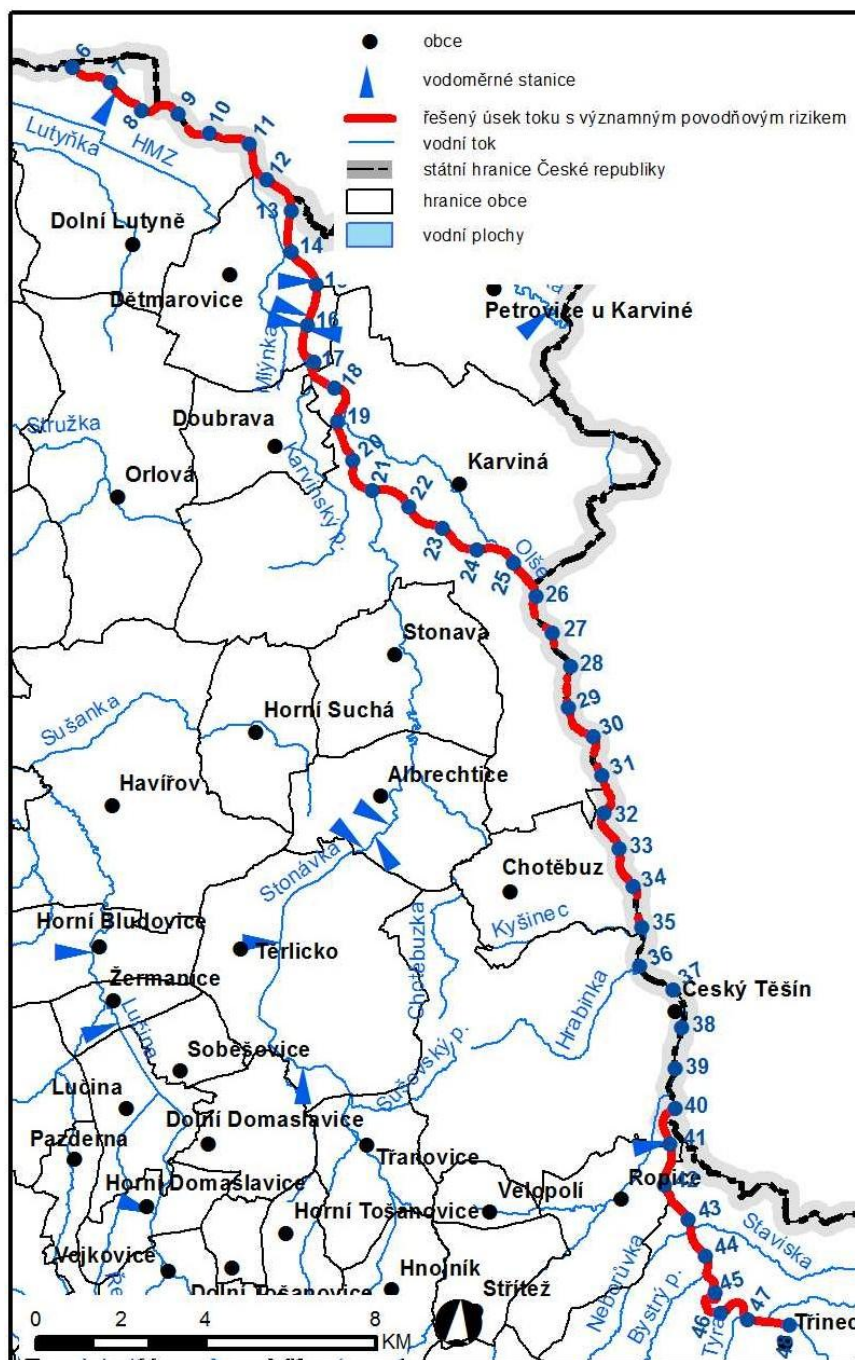 obce
vodoměrné stanice
řešený úsek toku s významným povodňovým rizikem
vodní tok
státní hranice České republiky
hranice obce
vodní plochy
6
7
8
9
10
11
12
Lutyňka
HMZ
13
Dolní Lutyně
14
Dětmarovice
Petrovice u Karviné
16
Mlýnka
17
18
Doubrava
19
Stružka
20
Karvinský p.
Karviná
21
Orlová
22
23
24
Olše
25
26
27
Stonava
28
29
Horní Suchá
30
Sušanka
31
Albrechtice
Havířov
32
33
Stonávka
Chotěbuz
34
Kyšinec
35
Horní Bludovice
Těrlicko
Chotěbuzka
36
37
Žermanice
Český Těšín
Hrabinka
38
Lučina
Soběšovice
Sušovský p.
39
Lučina
40
Dolní Domaslavice
41
Pazderna
Třanovice
Horní Domaslavice
Ropice
42
Velopolí
Horní Tošanovice
43
Staviska
Vojkovice
44
Neborůvka
Hnojník
Bystrý p.
Dolní Tošanovice
Střítež
45
46
Tyra
47
Třinec
48
0 2 4 8
KM